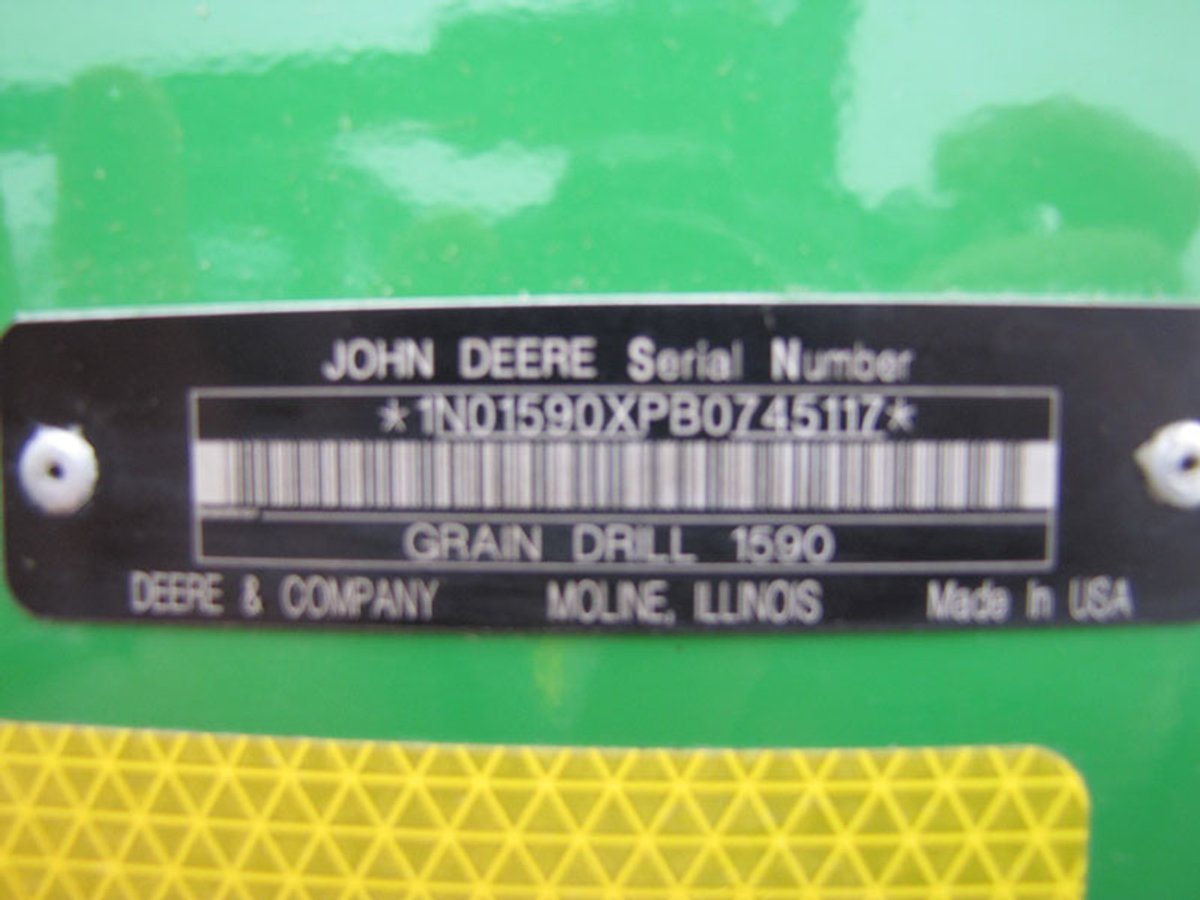 JOHN DEERE Serial Number
*1N01590XPB0745117*
GRAIN DRILL 1590
DEERE & COMPANY MOLINE, ILLINOIS Made In USA